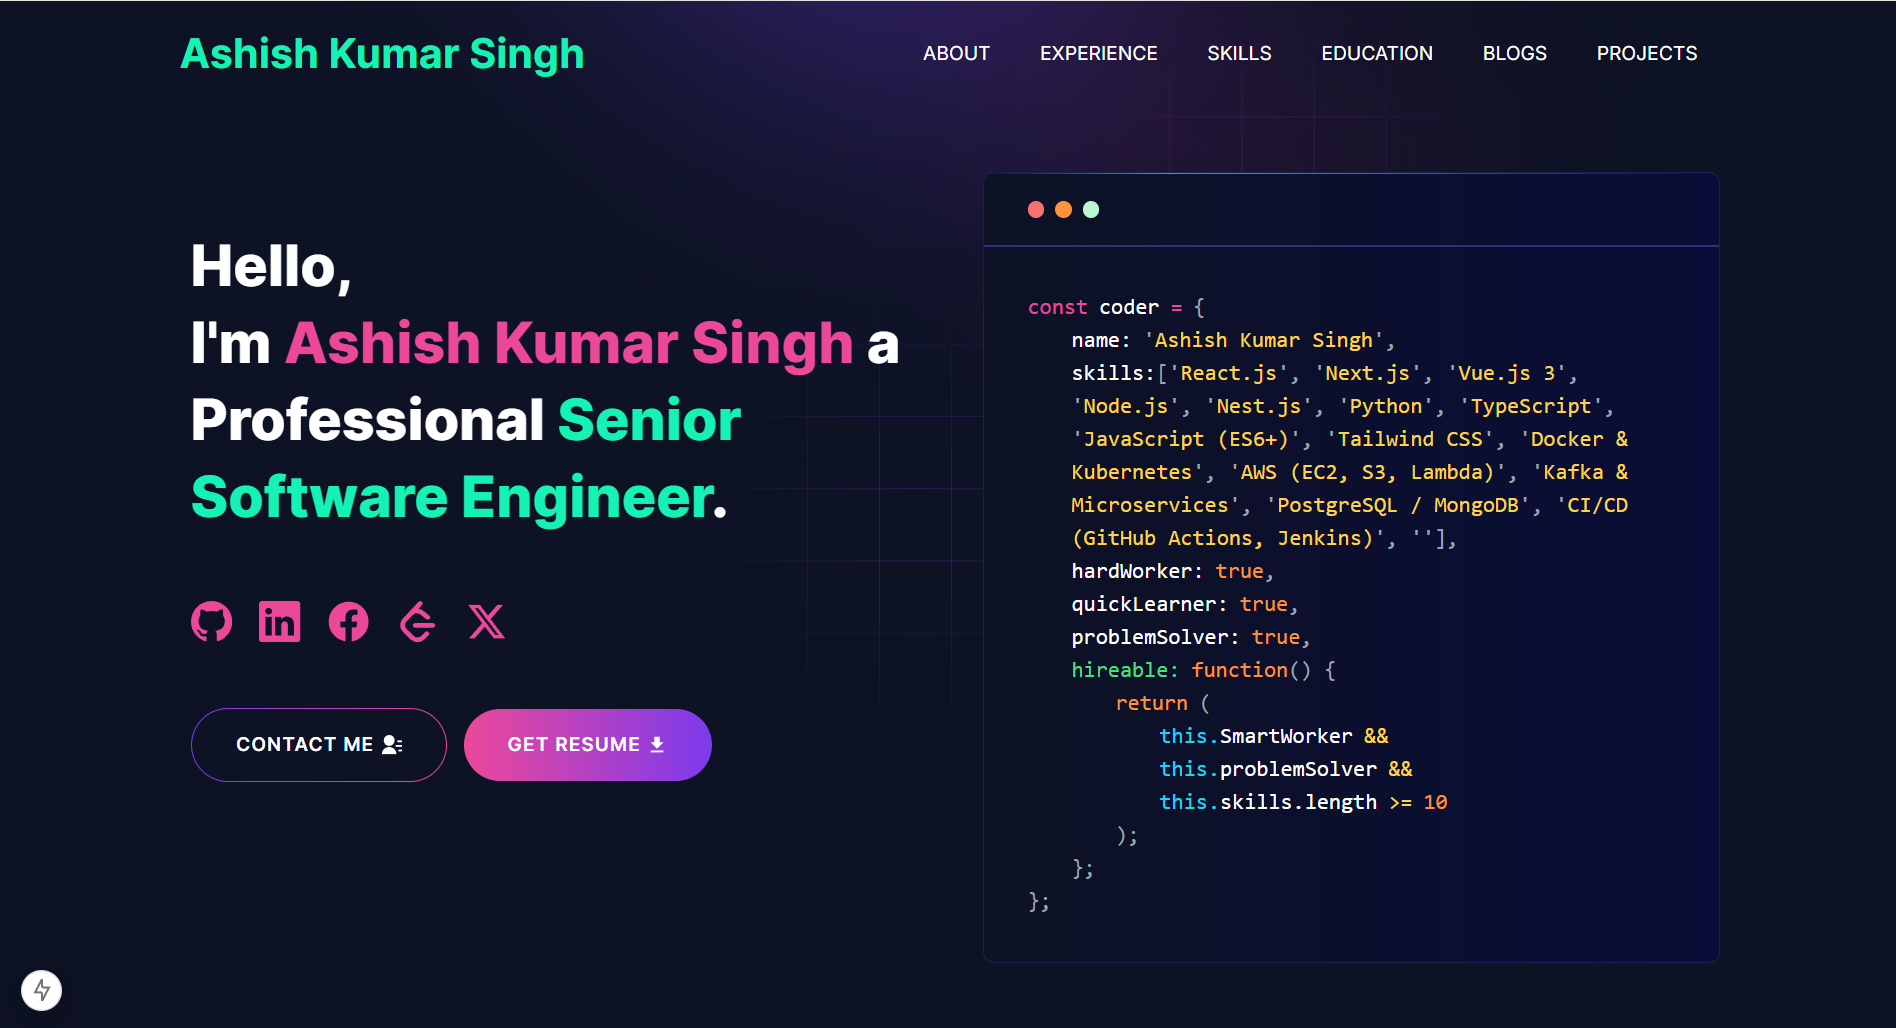 Ashish Kumar Singh
ABOUT
EXPERIENCE
SKILLS
EDUCATION
BLOGS
PROJECTS
Hello,
I'm Ashish Kumar Singh a
Professional Senior
Software Engineer.
CONTACT ME
GET RESUME
const coder = {
name: 'Ashish Kumar Singh',
skills:['React.js', 'Next.js', 'Vue.js 3',
'Node.js', 'Nest.js', 'Python', 'TypeScript',
'JavaScript (ES6+)', 'Tailwind CSS', 'Docker &
Kubernetes', 'AWS (EC2, S3, Lambda)', 'Kafka &
Microservices', 'PostgreSQL / MongoDB', 'CI/CD
(GitHub Actions, Jenkins)', ''],
hardWorker: true,
quickLearner: true,
problemSolver: true,
hireable: function() {
return (
this.SmartWorker &&
this.problemSolver &&
this.skills.length >= 10
);
};
};